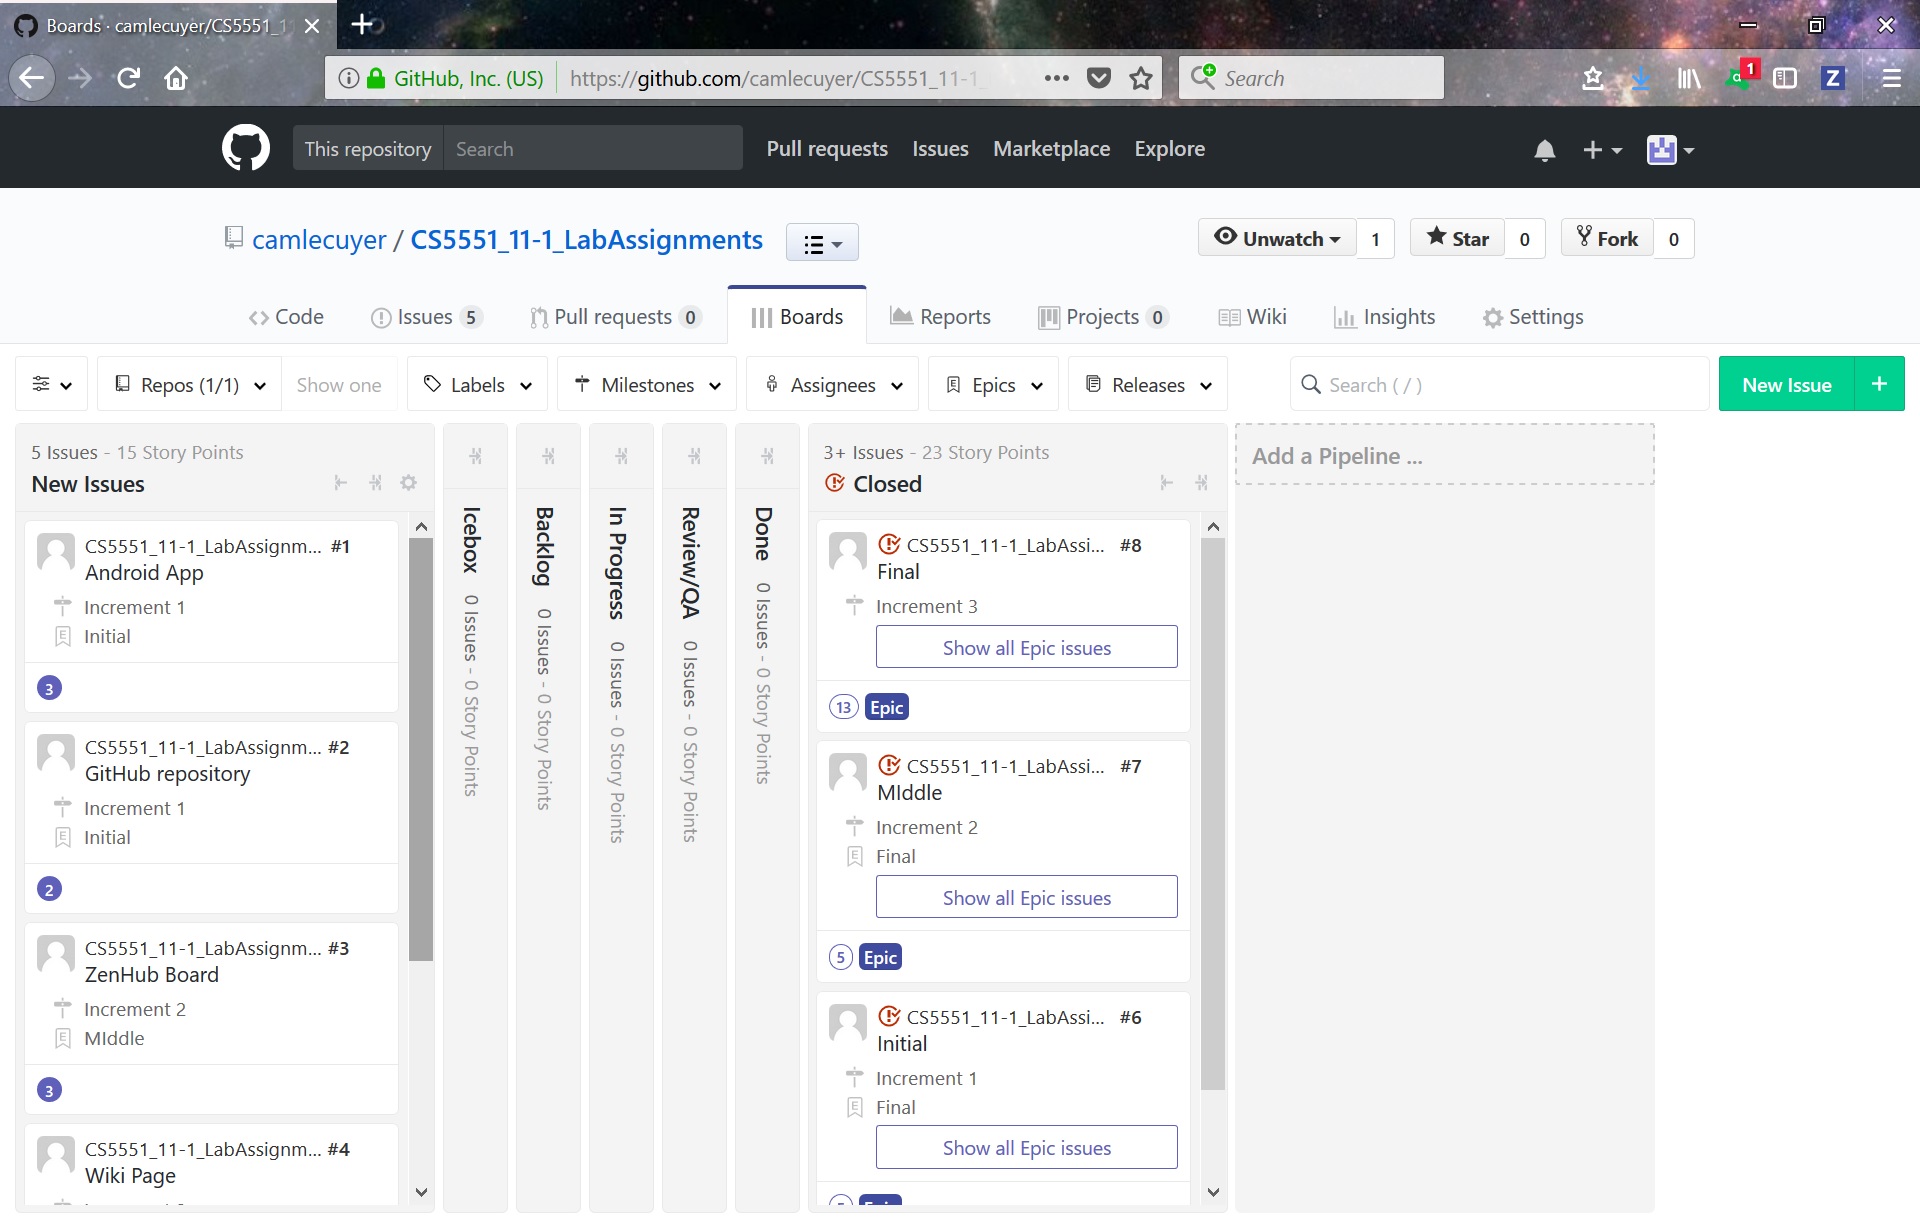 Boards · camlecuyer/CS5551_1
GitHub, Inc. (US) https://github.com/camlecuyer/CS5551_11-1_ Search
1
Z
This repository Search Pull requests Issues Marketplace Explore
camlecuyer / CS5551_11-1_LabAssignments
Unwatch 1 Star 0 Fork 0
Code Issues 5 Pull requests 0 Boards Reports Projects 0 Wiki Insights Settings
Repos (1/1) Show one Labels Milestones Assignees Epics Releases Search ( / ) New Issue +
5 Issues - 15 Story Points
New Issues
CS5551_11-1_LabAssignm... #1
Android App
Increment 1
Initial
3
CS5551_11-1_LabAssignm... #2
GitHub repository
Increment 1
Initial
2
CS5551_11-1_LabAssignm... #3
ZenHub Board
Increment 2
MIddle
3
CS5551_11-1_LabAssignm... #4
Wiki Page
Icebox 0 Issues - 0 Story Points
Backlog 0 Issues - 0 Story Points
In Progress 0 Issues - 0 Story Points
Review/QA 0 Issues - 0 Story Points
Done 0 Issues - 0 Story Points
3+ Issues - 23 Story Points
Closed
CS5551_11-1_LabAssi... #8
Final
Increment 3
Show all Epic issues
13 Epic
CS5551_11-1_LabAssi... #7
MIddle
Increment 2
Final
Show all Epic issues
5 Epic
CS5551_11-1_LabAssi... #6
Initial
Increment 1
Final
Show all Epic issues
Add a Pipeline ...